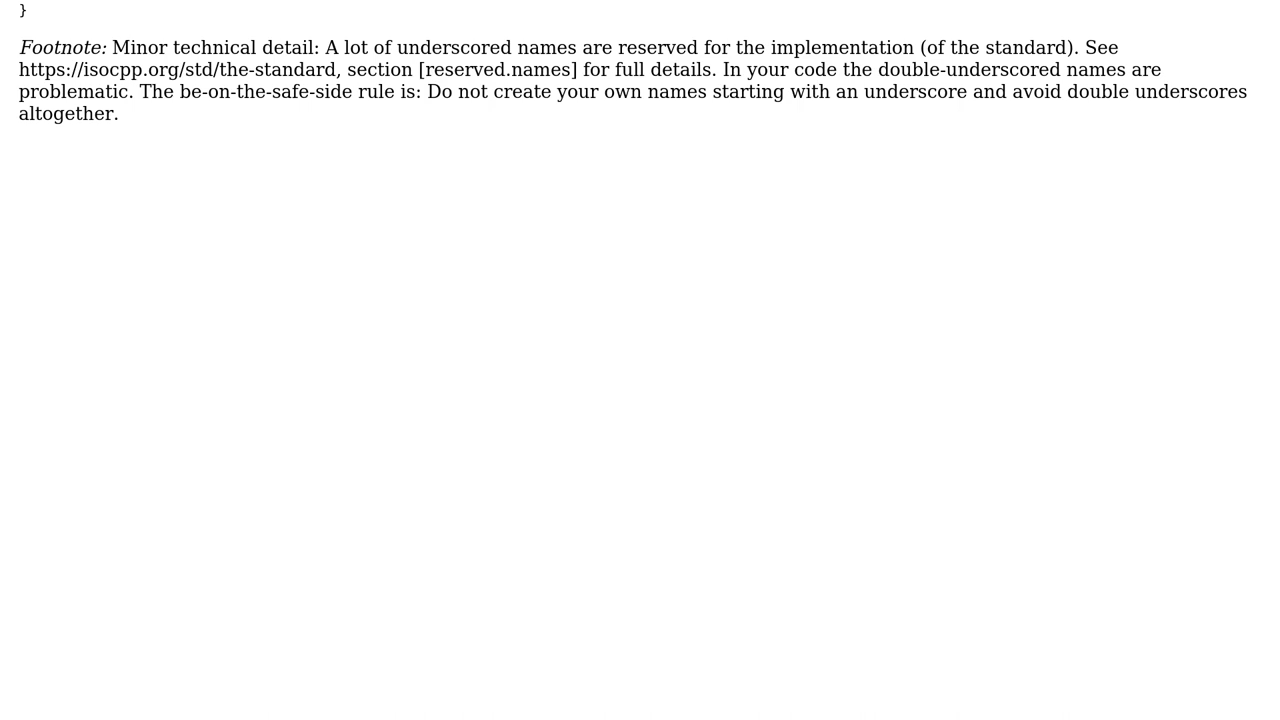 }
Footnote: Minor technical detail: A lot of underscored names are reserved for the implementation (of the standard). See
https://isocpp.org/std/the-standard, section [reserved.names] for full details. In your code the double-underscored names are
problematic. The be-on-the-safe-side rule is: Do not create your own names starting with an underscore and avoid double underscores
altogether.